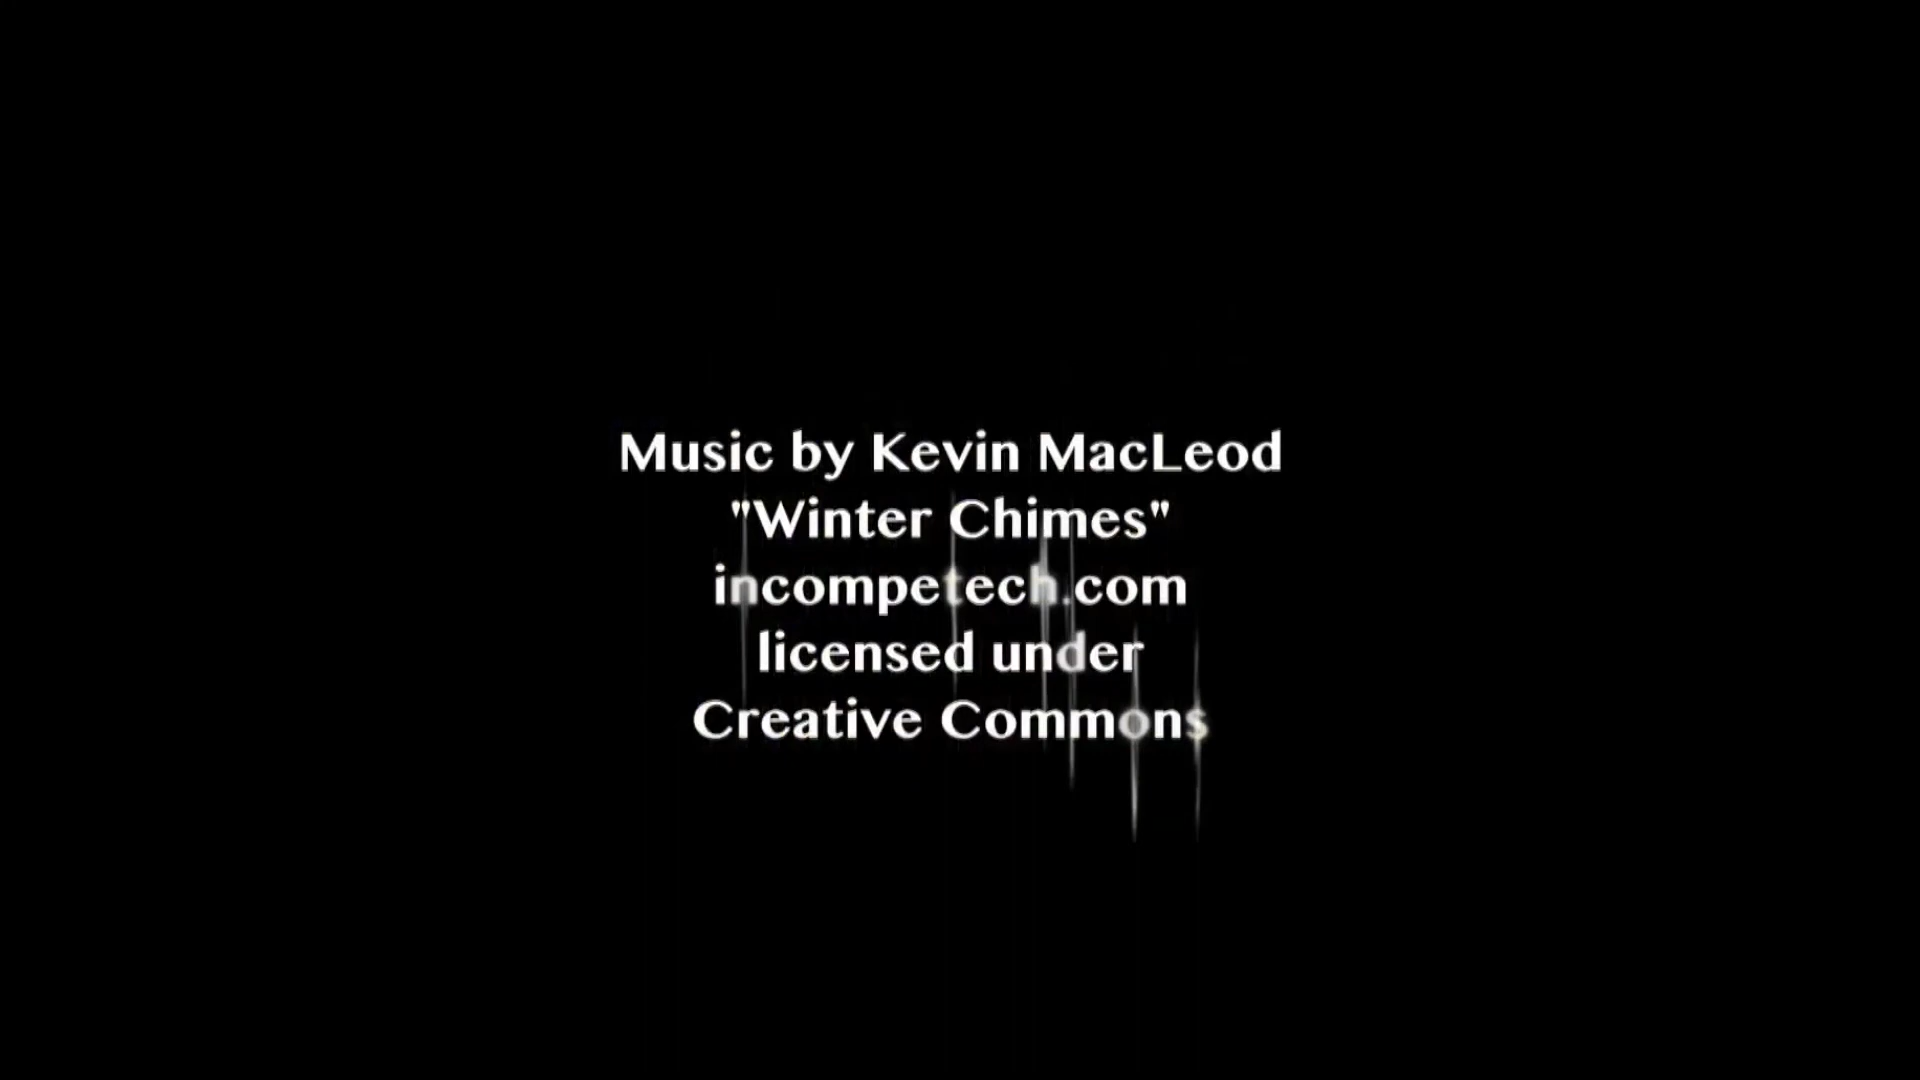 Music by Kevin MacLeod
"Winter Chimes"
incompetech.com
licensed under
Creative Commons